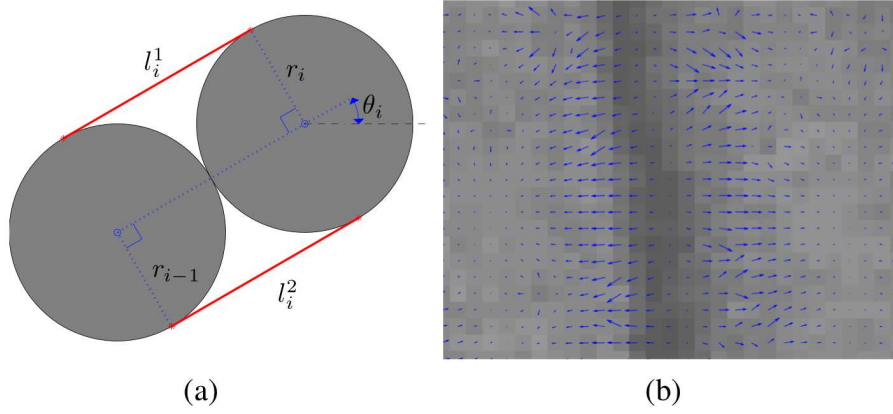 l_i^1
r_i
θ_i
r_{i−1}
l_i^2
(a)
(b)